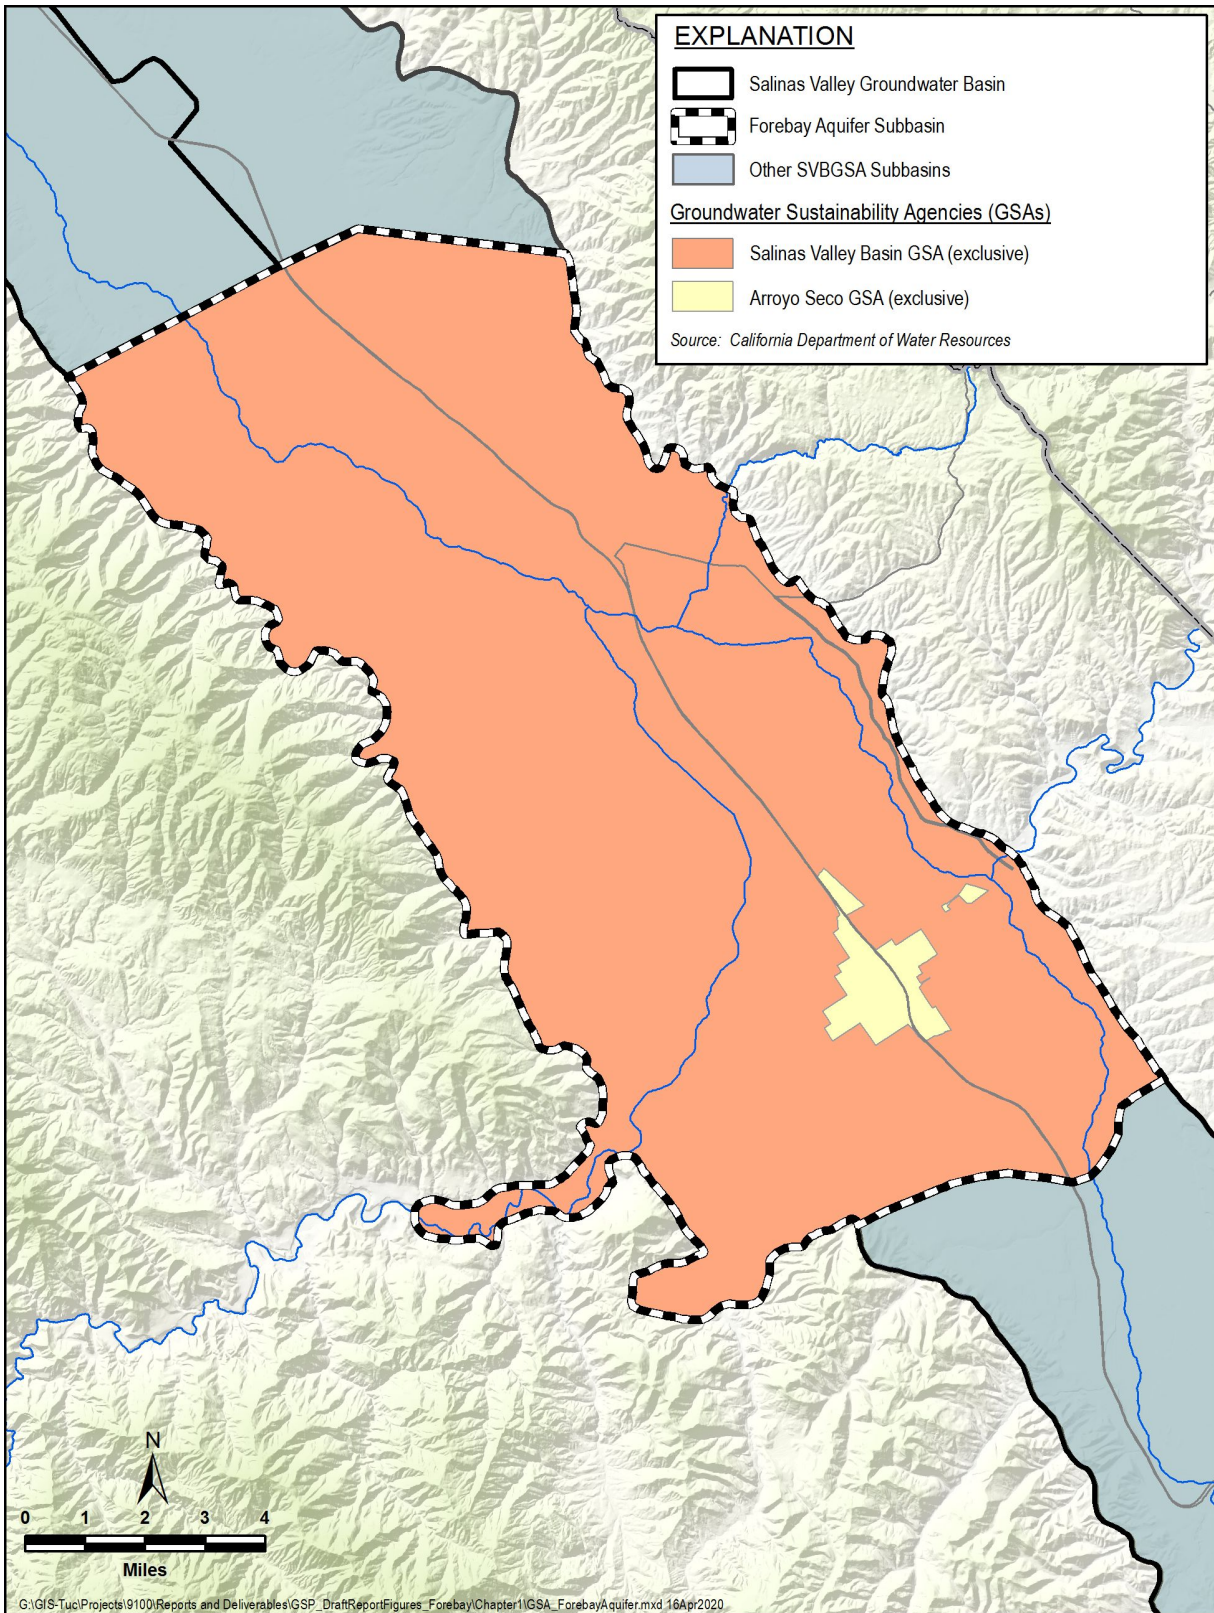 EXPLANATION
Salinas Valley Groundwater Basin
Forebay Aquifer Subbasin
Other SVBGSA Subbasins
Groundwater Sustainability Agencies (GSAs)
Salinas Valley Basin GSA (exclusive)
Arroyo Seco GSA (exclusive)
Source: California Department of Water Resources
N
0 1 2 3 4
Miles
G:\GIS-Tuc\Projects\9100\Reports and Deliverables\GSP_DraftReportFigures_Forebay\Chapter1\GSA_ForebayAquifer.mxd 16Apr2020